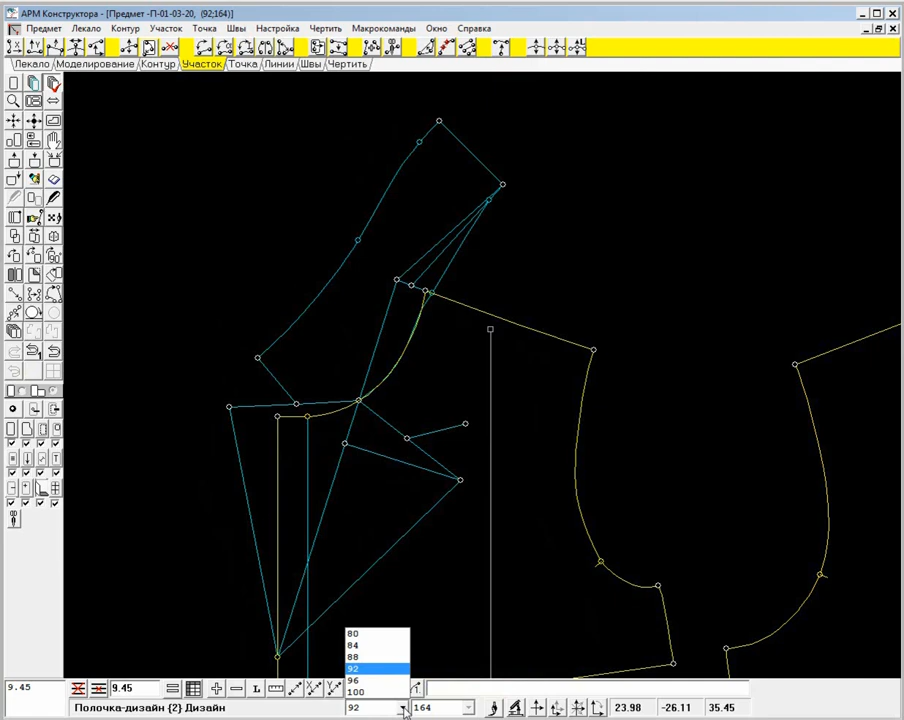 АРМ Конструктора - [Предмет -П-01-03-20, (92;164)]
Предмет Лекало Контур Участок Точка Швы Настройка Чертить Макрокоманды Окно Справка
Лекало Моделирование Контур Участок Точка Линии Швы Чертить
80
84
88
92
96
100
9.45 9.45 L
Полочка-дизайн {2} Дизайн 92 164 23.98 -26.11 35.45